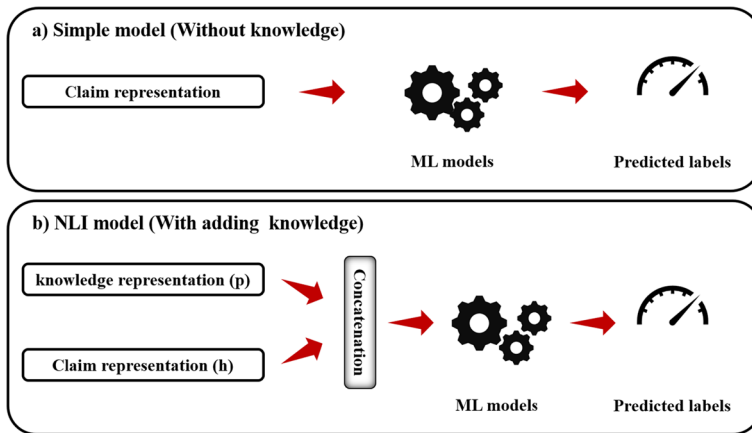 a) Simple model (Without knowledge)
Claim representation
ML models
Predicted labels
b) NLI model (With adding knowledge)
knowledge representation (p)
Concatenation
Claim representation (h)
ML models
Predicted labels